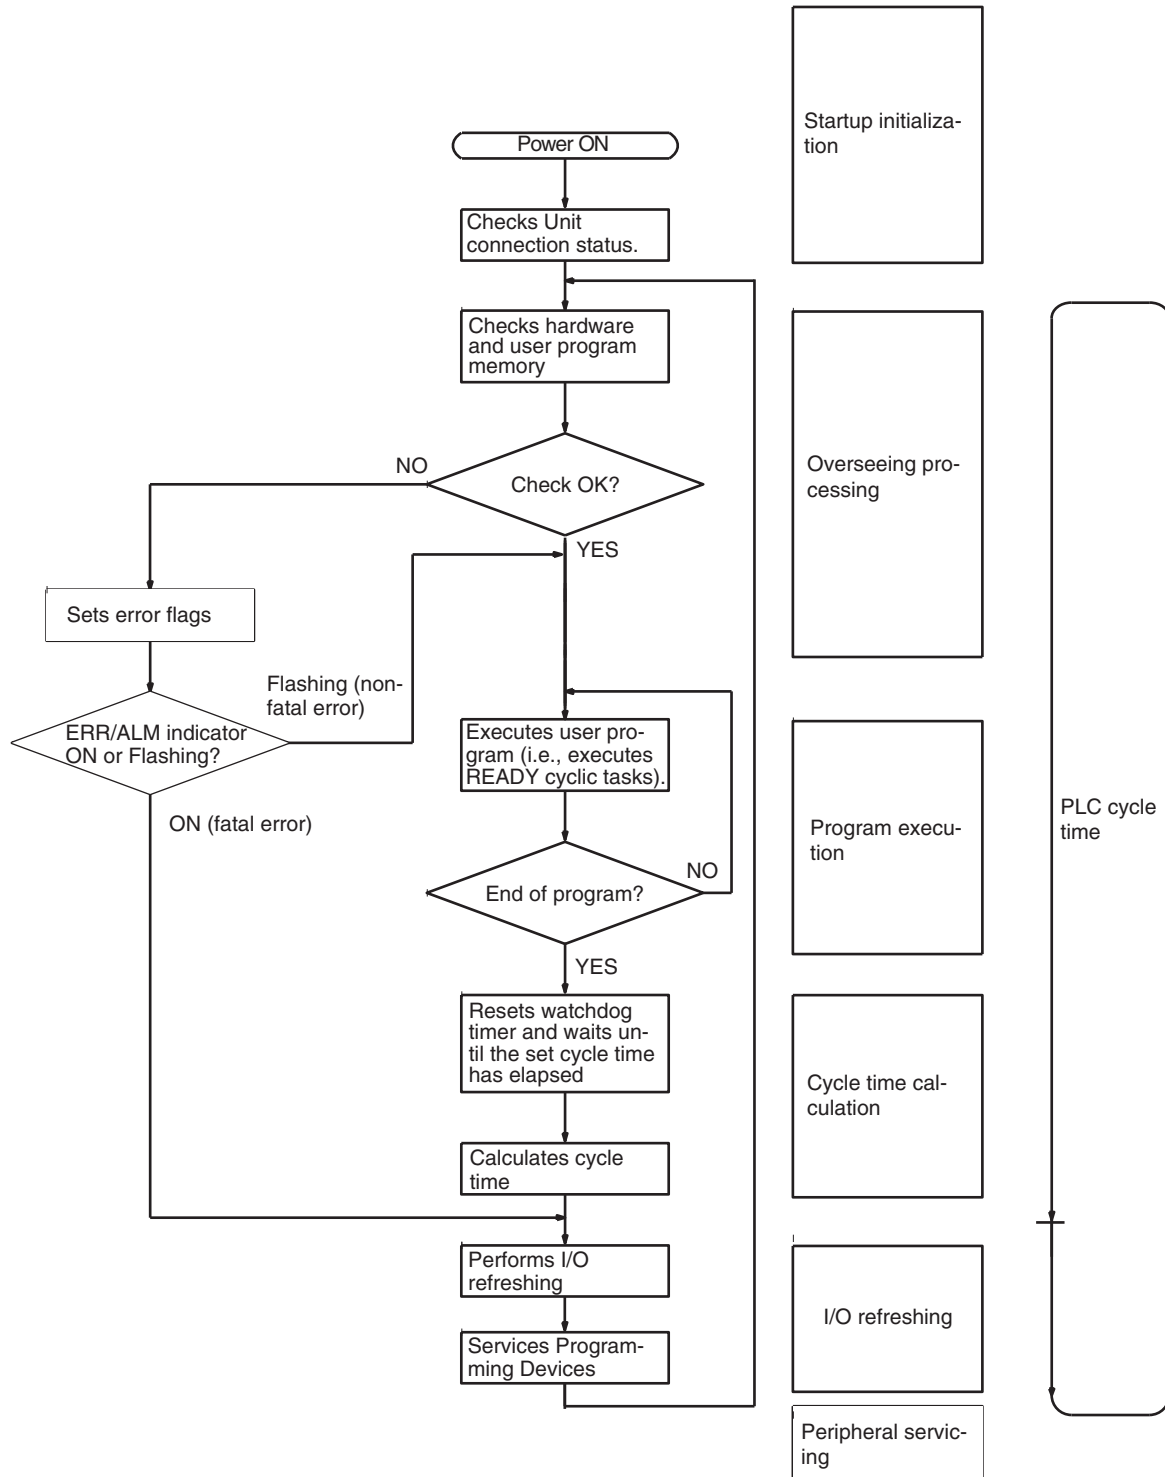 Power ON
Checks Unit
connection status.
Checks hardware
and user program
memory
NO
Check OK?
YES
Sets error flags
Flashing (non-
fatal error)
ERR/ALM indicator
ON or Flashing?
ON (fatal error)
Executes user pro-
gram (i.e., executes
READY cyclic tasks).
NO
End of program?
YES
Resets watchdog
timer and waits un-
til the set cycle time
has elapsed
Calculates cycle
time
Performs I/O
refreshing
Services Program-
ming Devices
Startup initializa-
tion
Overseeing pro-
cessing
Program execu-
tion
Cycle time cal-
culation
I/O refreshing
Peripheral servic-
ing
PLC cycle
time